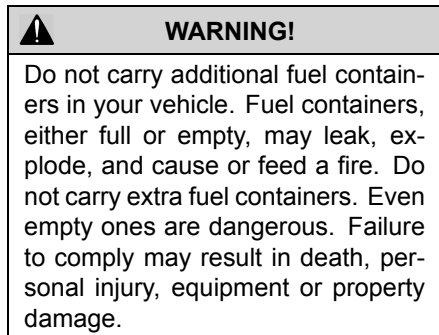 WARNING!
Do not carry additional fuel contain-
ers in your vehicle. Fuel containers,
either full or empty, may leak, ex-
plode, and cause or feed a fire. Do
not carry extra fuel containers. Even
empty ones are dangerous. Failure
to comply may result in death, per-
sonal injury, equipment or property
damage.